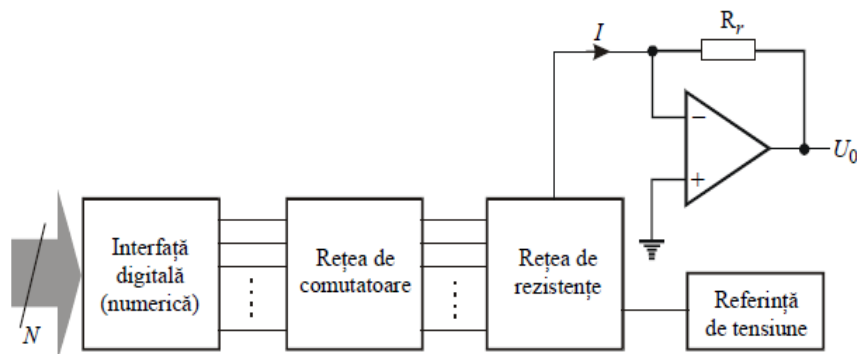 I
R_r
−
+
U_0
N
Interfață
digitală
(numerică)
Rețea de
comutatoare
Rețea de
rezistențe
Referință
de tensiune